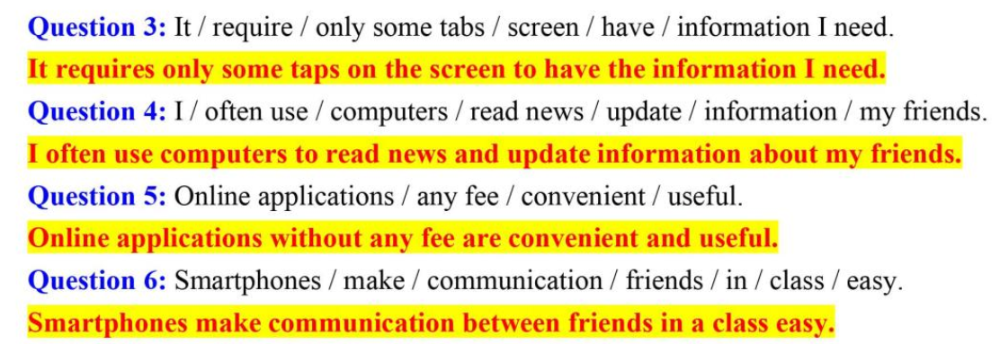 Question 3: It / require / only some tabs / screen / have / information I need.
It requires only some taps on the screen to have the information I need.
Question 4: I / often use / computers / read news / update / information / my friends.
I often use computers to read news and update information about my friends.
Question 5: Online applications / any fee / convenient / useful.
Online applications without any fee are convenient and useful.
Question 6: Smartphones / make / communication / friends / in / class / easy.
Smartphones make communication between friends in a class easy.